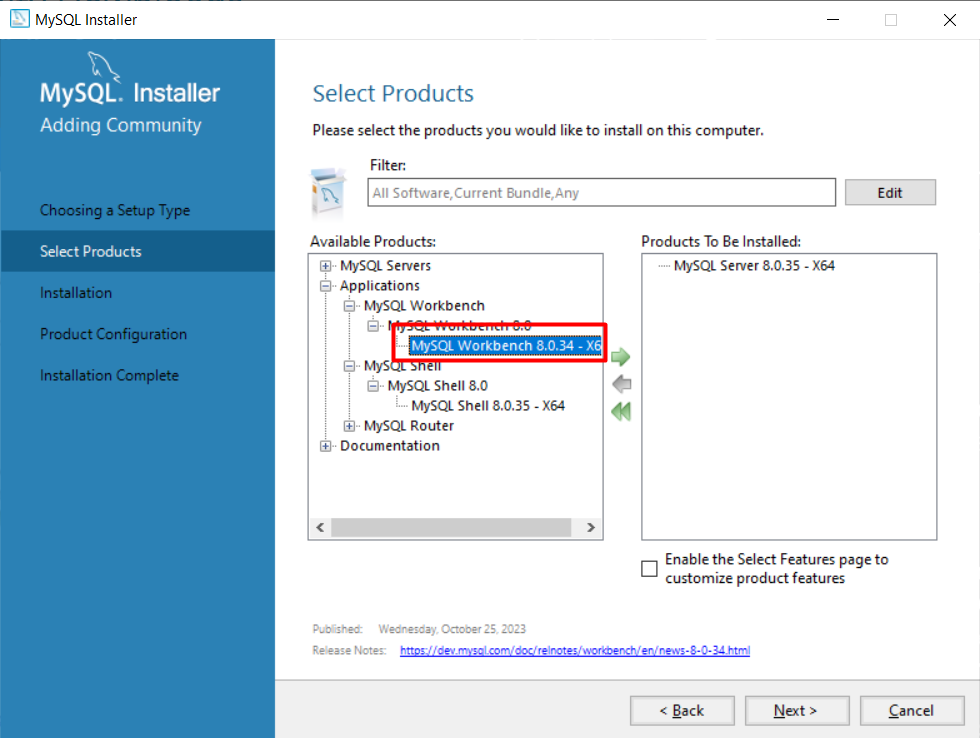 MySQL Installer
MySQL. Installer
Adding Community
Choosing a Setup Type
Select Products
Installation
Product Configuration
Installation Complete
Select Products
Please select the products you would like to install on this computer.
Filter:
All Software,Current Bundle,Any
Edit
Available Products:
MySQL Servers
Applications
MySQL Workbench
MySQL Workbench 8.0
MySQL Workbench 8.0.34 - X6
MySQL Shell
MySQL Shell 8.0
MySQL Shell 8.0.35 - X64
MySQL Router
Documentation
Products To Be Installed:
MySQL Server 8.0.35 - X64
Enable the Select Features page to
customize product features
Published: Wednesday, October 25, 2023
Release Notes: https://dev.mysql.com/doc/relnotes/workbench/en/news-8-0-34.html
< Back
Next >
Cancel